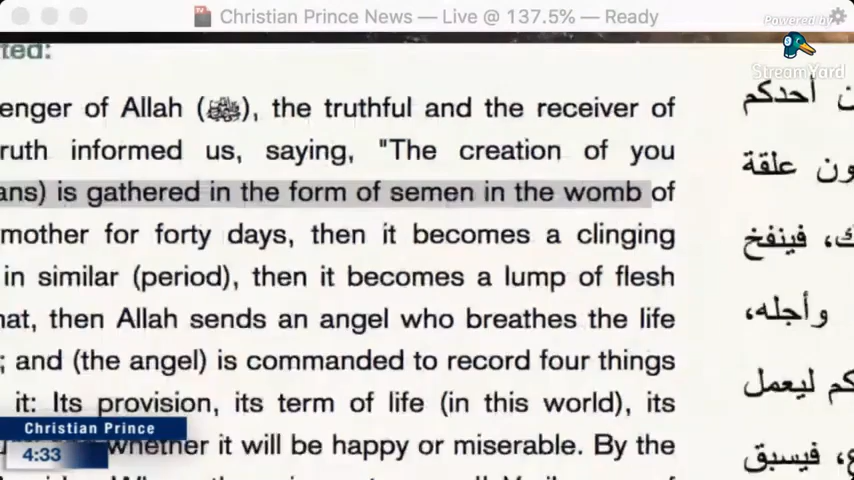 Christian Prince News — Live @ 137.5% — Ready
Powered by
StreamYard
ted:
enger of Allah (ﷺ), the truthful and the receiver of
ruth informed us, saying, "The creation of you
ans) is gathered in the form of semen in the womb of
mother for forty days, then it becomes a clinging
in similar (period), then it becomes a lump of flesh
hat, then Allah sends an angel who breathes the life
; and (the angel) is commanded to record four things
it: Its provision, its term of life (in this world), its
whether it will be happy or miserable. By the
ن أحدكم
ون علقة
ك، فينفخ
وأجله،
كم ليعمل
فيسبق
Christian Prince
4:33